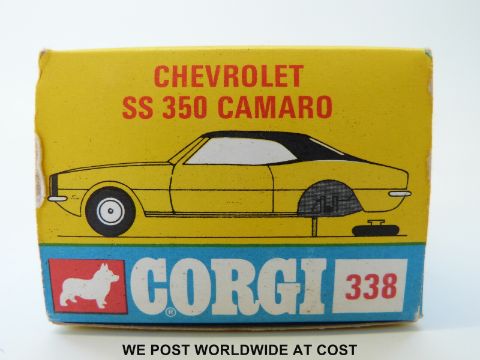 CHEVROLET
SS 350 CAMARO
CORGI® 338
WE POST WORLDWIDE AT COST